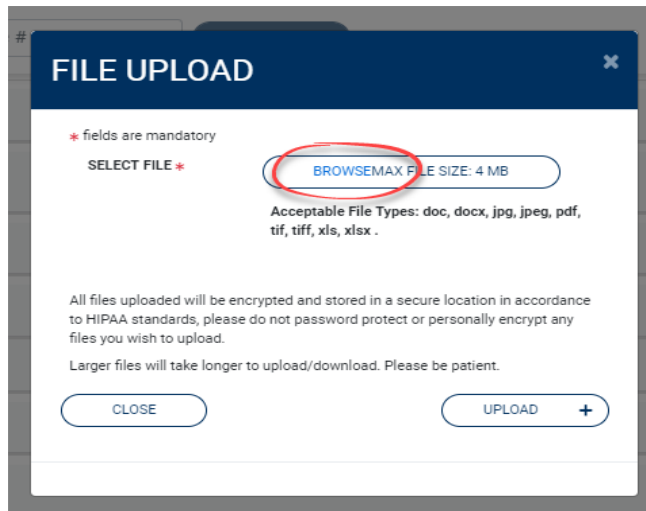 #
FILE UPLOAD
×
* fields are mandatory
SELECT FILE *
BROWSEMAX FILE SIZE: 4 MB
Acceptable File Types: doc, docx, jpg, jpeg, pdf,
tif, tiff, xls, xlsx .
All files uploaded will be encrypted and stored in a secure location in accordance
to HIPAA standards, please do not password protect or personally encrypt any
files you wish to upload.
Larger files will take longer to upload/download. Please be patient.
CLOSE
UPLOAD +